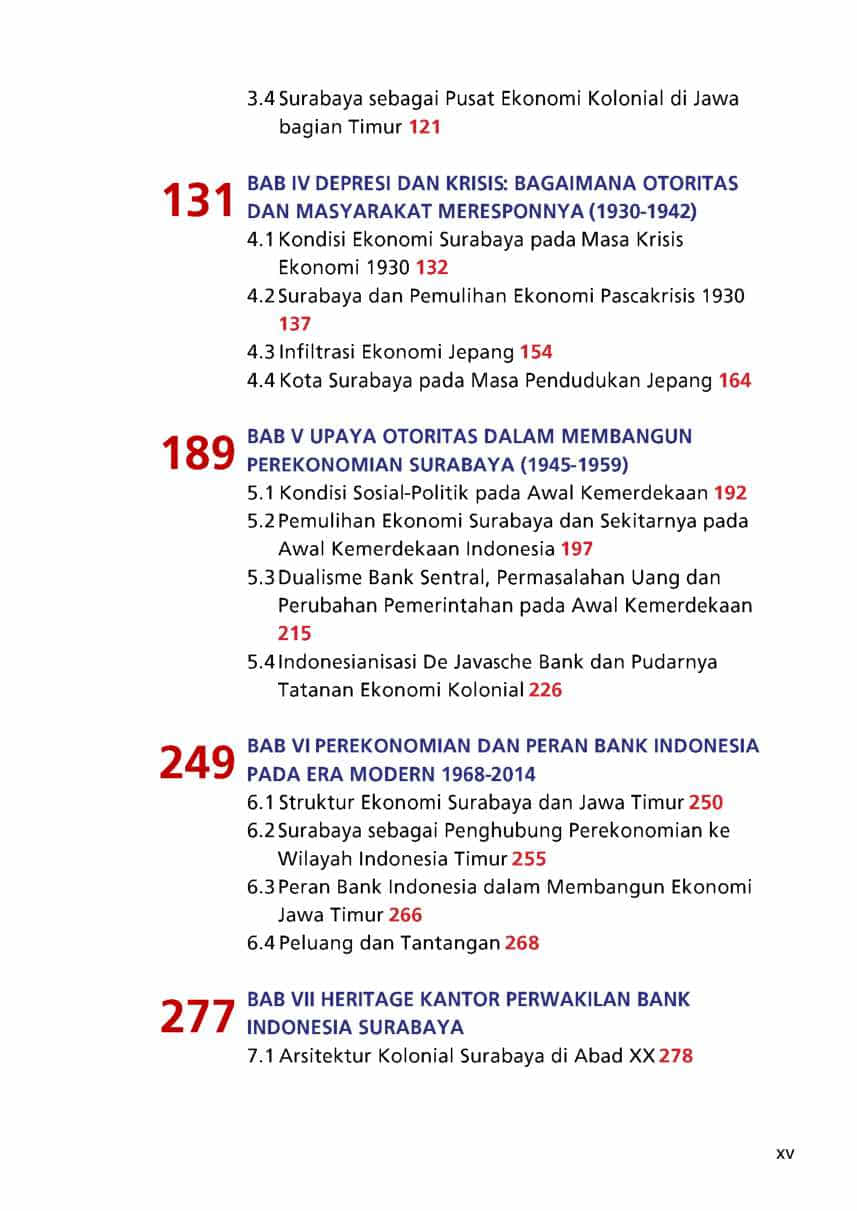 3.4 Surabaya sebagai Pusat Ekonomi Kolonial di Jawa
bagian Timur 121
131
BAB IV DEPRESI DAN KRISIS: BAGAIMANA OTORITAS
DAN MASYARAKAT MERESPONNYA (1930-1942)
4.1 Kondisi Ekonomi Surabaya pada Masa Krisis
Ekonomi 1930 132
4.2 Surabaya dan Pemulihan Ekonomi Pascakrisis 1930
137
4.3 Infiltrasi Ekonomi Jepang 154
4.4 Kota Surabaya pada Masa Pendudukan Jepang 164
189
BAB V UPAYA OTORITAS DALAM MEMBANGUN
PEREKONOMIAN SURABAYA (1945-1959)
5.1 Kondisi Sosial-Politik pada Awal Kemerdekaan 192
5.2 Pemulihan Ekonomi Surabaya dan Sekitarnya pada
Awal Kemerdekaan Indonesia 197
5.3 Dualisme Bank Sentral, Permasalahan Uang dan
Perubahan Pemerintahan pada Awal Kemerdekaan
215
5.4 Indonesianisasi De Javasche Bank dan Pudarnya
Tatanan Ekonomi Kolonial 226
249
BAB VI PEREKONOMIAN DAN PERAN BANK INDONESIA
PADA ERA MODERN 1968-2014
6.1 Struktur Ekonomi Surabaya dan Jawa Timur 250
6.2 Surabaya sebagai Penghubung Perekonomian ke
Wilayah Indonesia Timur 255
6.3 Peran Bank Indonesia dalam Membangun Ekonomi
Jawa Timur 266
6.4 Peluang dan Tantangan 268
277
BAB VII HERITAGE KANTOR PERWAKILAN BANK
INDONESIA SURABAYA
7.1 Arsitektur Kolonial Surabaya di Abad XX 278
xv